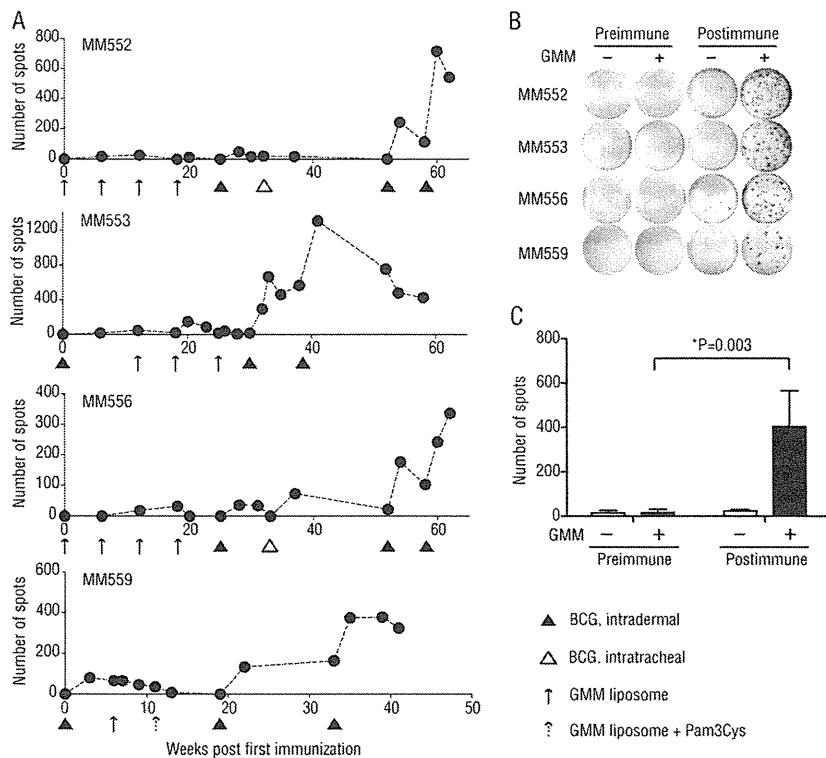 A
MM552
Number of spots
800
600
400
200
0
0 20 40 60
MM553
Number of spots
1200
800
400
0
0 20 40 60
MM556
Number of spots
400
300
200
100
0
0 20 40 60
MM559
Number of spots
600
400
200
0
0 10 20 30 40 50
Weeks post first immunization
B
Preimmune Postimmune
GMM − + − +
MM552
MM553
MM556
MM559
C
*P=0.003
Number of spots
800
600
400
200
0
GMM − + − +
Preimmune Postimmune
BCG, intradermal
BCG. intratracheal
GMM liposome
GMM liposome + Pam3Cys